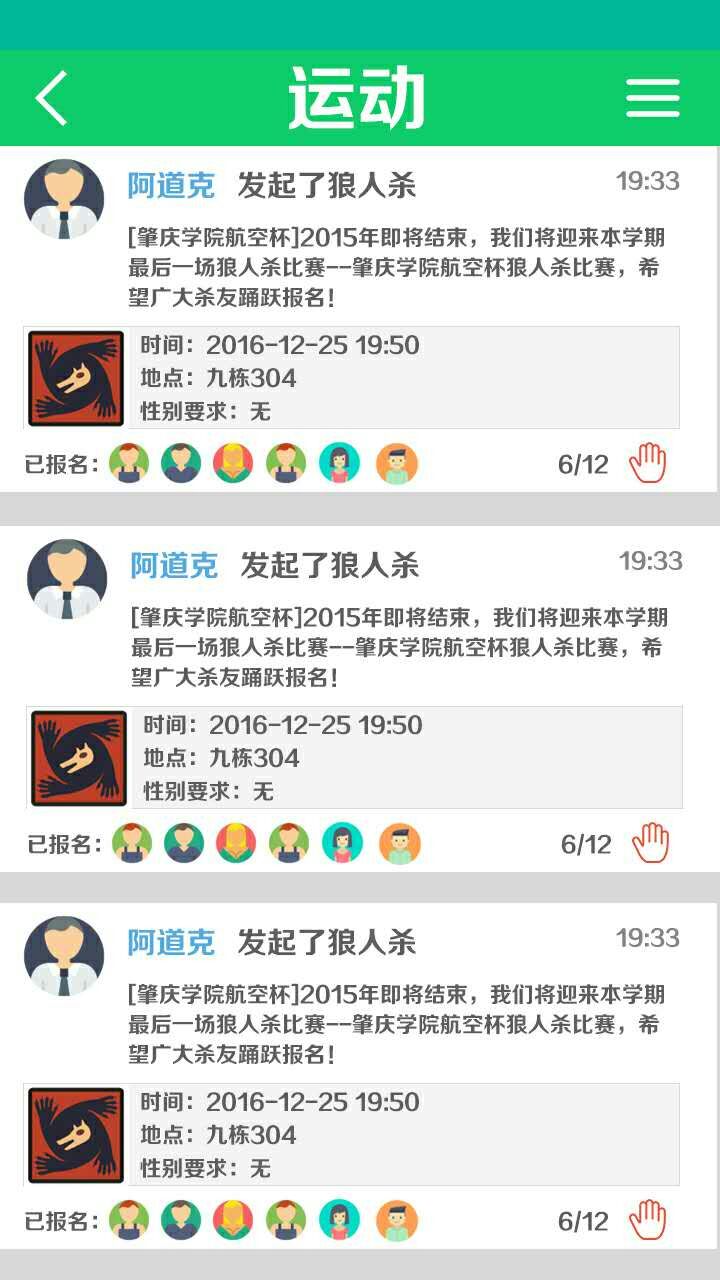 运动
阿道克 发起了狼人杀 19:33
[肇庆学院航空杯]2015年即将结束，我们将迎来本学期
最后一场狼人杀比赛--肇庆学院航空杯狼人杀比赛，希
望广大杀友踊跃报名！
时间：2016-12-25 19:50
地点：九栋304
性别要求：无
已报名： 6/12
阿道克 发起了狼人杀 19:33
[肇庆学院航空杯]2015年即将结束，我们将迎来本学期
最后一场狼人杀比赛--肇庆学院航空杯狼人杀比赛，希
望广大杀友踊跃报名！
时间：2016-12-25 19:50
地点：九栋304
性别要求：无
已报名： 6/12
阿道克 发起了狼人杀 19:33
[肇庆学院航空杯]2015年即将结束，我们将迎来本学期
最后一场狼人杀比赛--肇庆学院航空杯狼人杀比赛，希
望广大杀友踊跃报名！
时间：2016-12-25 19:50
地点：九栋304
性别要求：无
已报名： 6/12